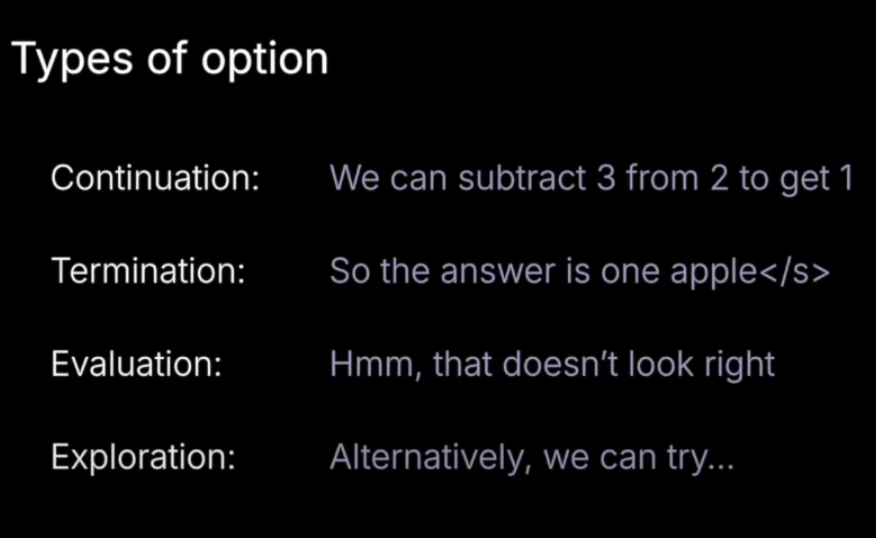 Types of option
Continuation: We can subtract 3 from 2 to get 1
Termination: So the answer is one apple</s>
Evaluation: Hmm, that doesn’t look right
Exploration: Alternatively, we can try...